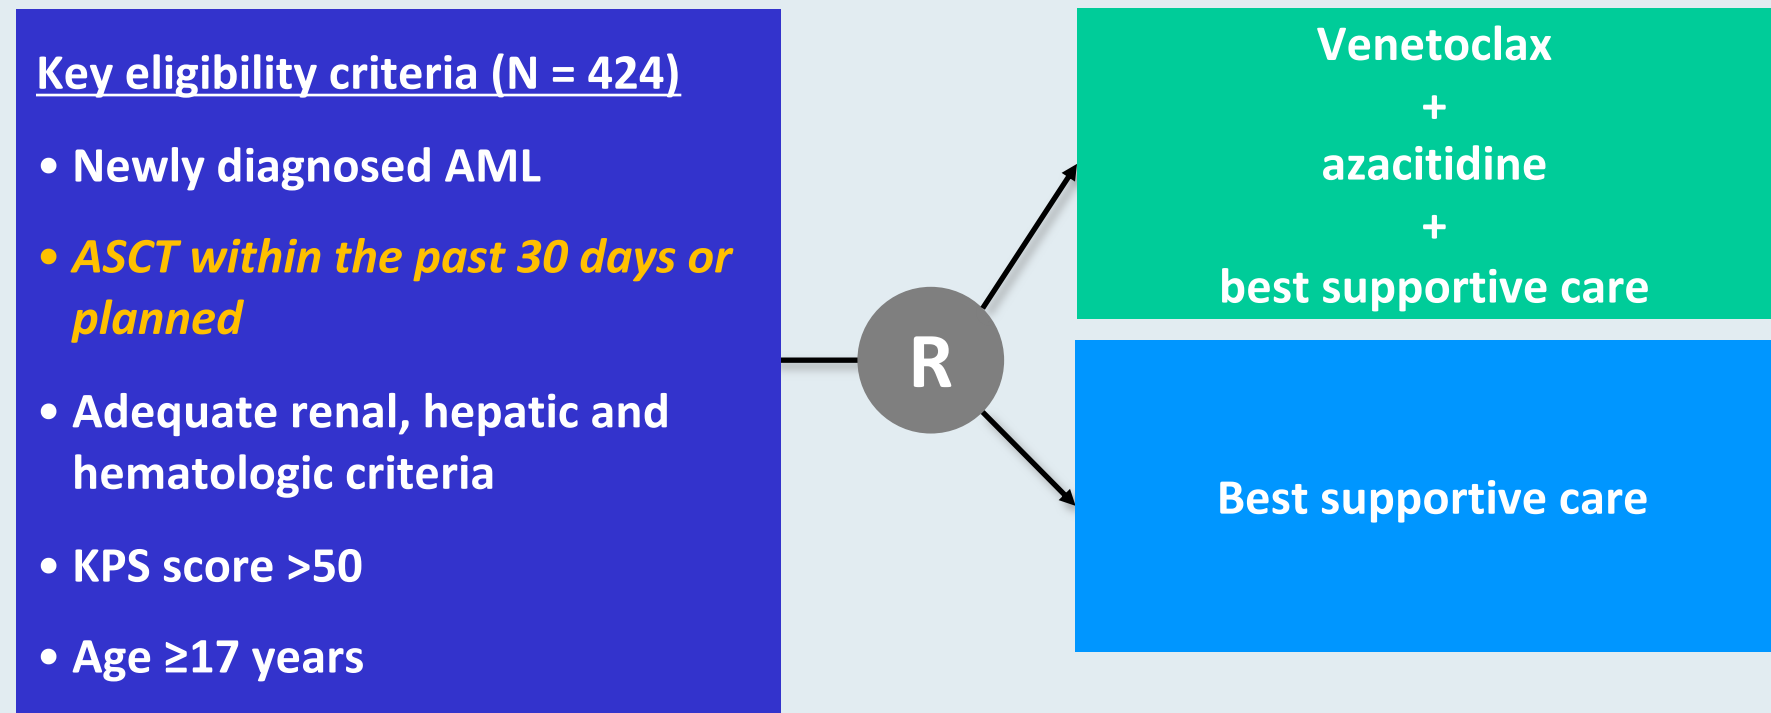 Key eligibility criteria (N = 424)
• Newly diagnosed AML
• ASCT within the past 30 days or
planned
• Adequate renal, hepatic and
hematologic criteria
• KPS score >50
• Age ≥17 years
R
Venetoclax
+
azacitidine
+
best supportive care
Best supportive care